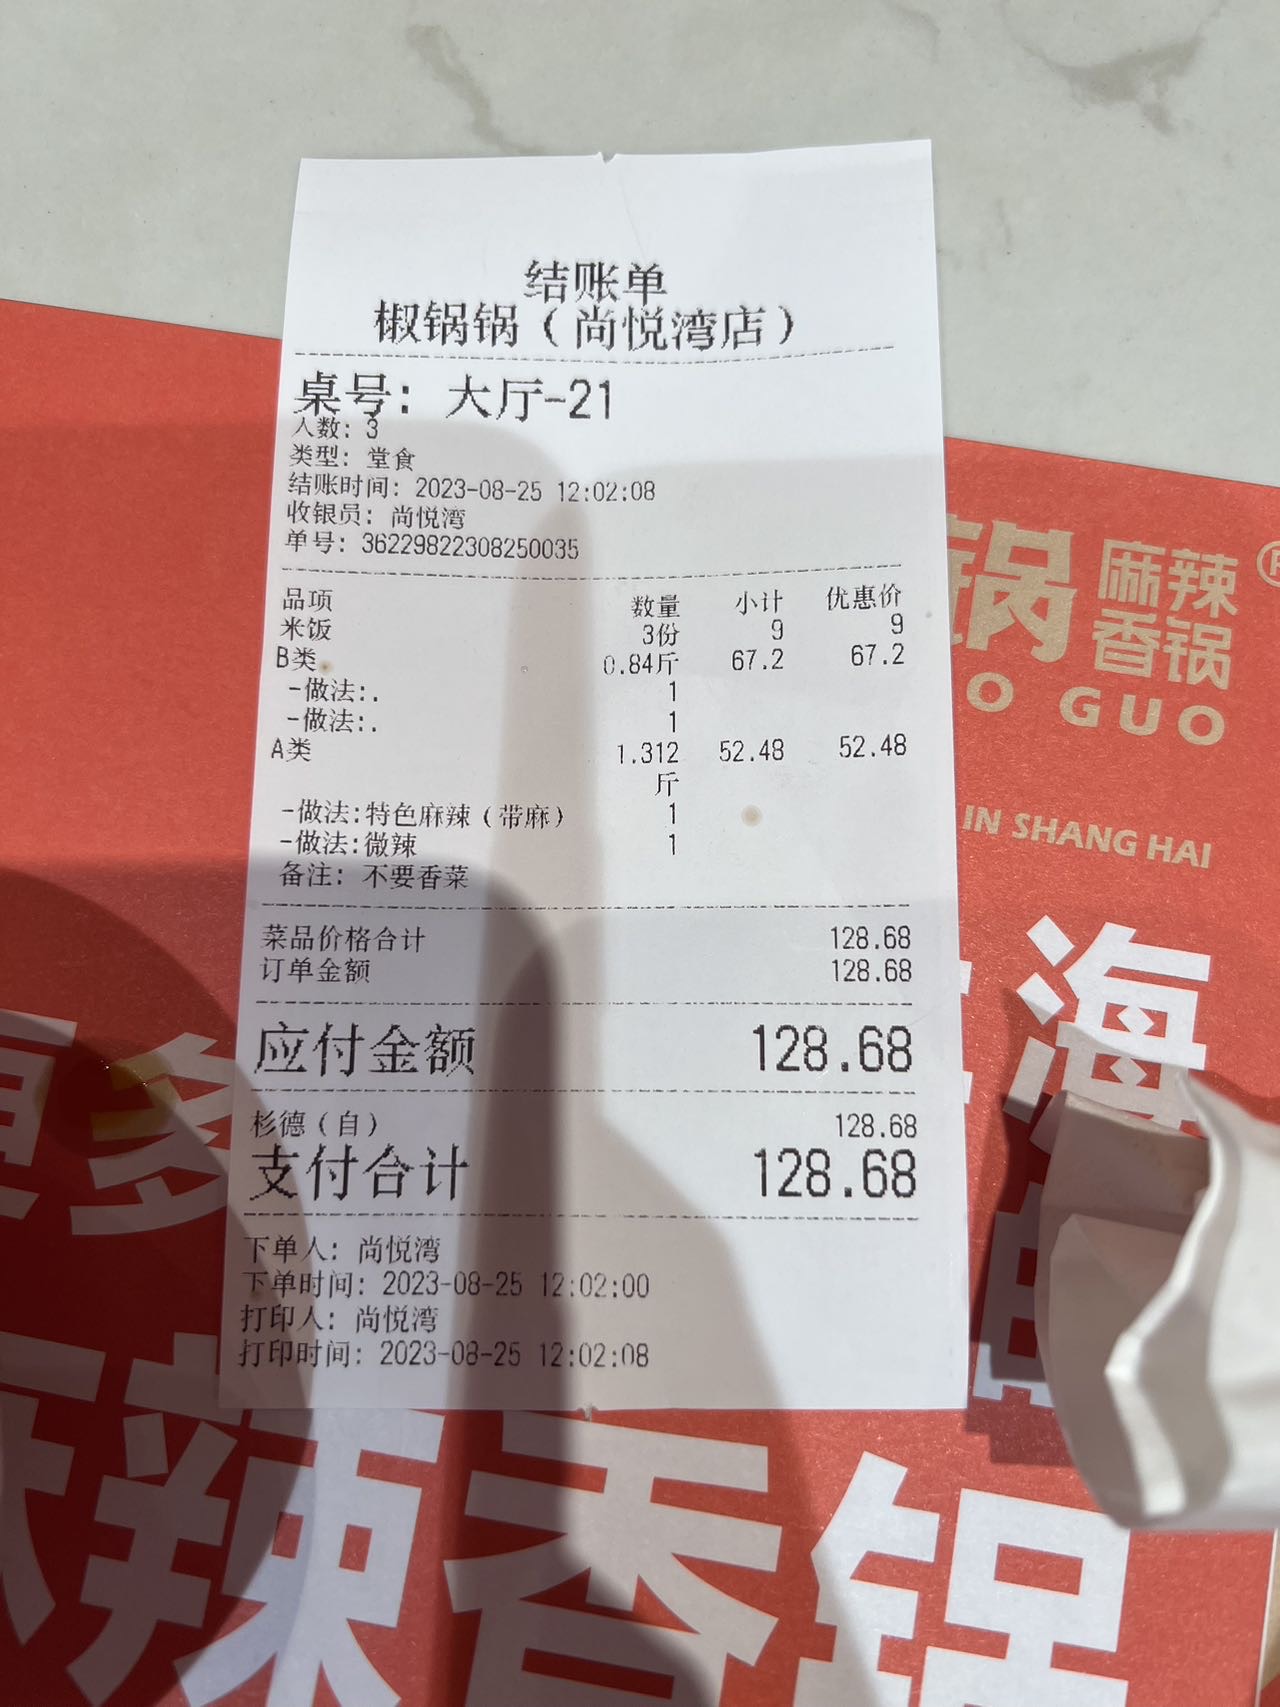 结账单
椒锅锅（尚悦湾店）
桌号： 大厅-21
人数: 3
类型: 堂食
结账时间: 2023-08-25 12:02:08
收银员: 尚悦湾
单号: 36229822308250035
品项 数量 小计 优惠价
米饭 3份 9 9
B类 0.84斤 67.2 67.2
-做法:. 1
-做法:. 1
A类 1.312斤 52.48 52.48
-做法:特色麻辣（带麻） 1
-做法:微辣 1
备注: 不要香菜
菜品价格合计 128.68
订单金额 128.68
应付金额 128.68
杉德（自） 128.68
支付合计 128.68
下单人: 尚悦湾
下单时间: 2023-08-25 12:02:00
打印人: 尚悦湾
打印时间: 2023-08-25 12:02:08
锅 麻辣香锅 ®
O GUO
IN SHANG HAI
海
更多
麻辣香锅